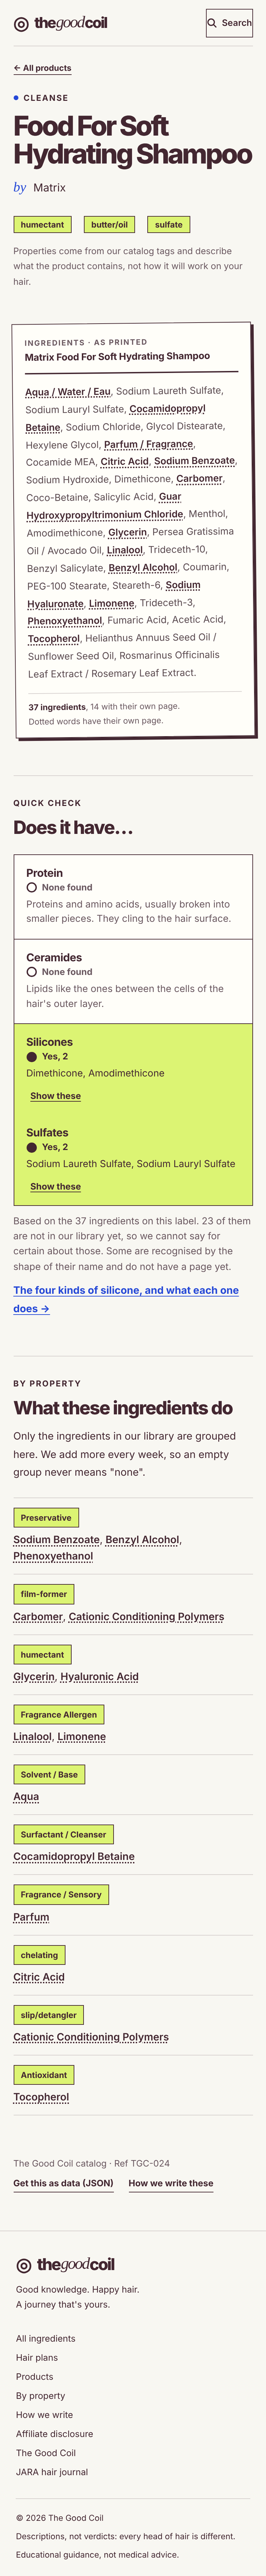 thegoodcoil
Search
← All products
CLEANSE
Food For Soft
Hydrating Shampoo
by Matrix
humectant
butter/oil
sulfate
Properties come from our catalog tags and describe
what the product contains, not how it will work on your
hair.
INGREDIENTS · AS PRINTED
Matrix Food For Soft Hydrating Shampoo
Aqua / Water / Eau, Sodium Laureth Sulfate,
Sodium Lauryl Sulfate, Cocamidopropyl
Betaine, Sodium Chloride, Glycol Distearate,
Hexylene Glycol, Parfum / Fragrance,
Cocamide MEA, Citric Acid, Sodium Benzoate,
Sodium Hydroxide, Dimethicone, Carbomer,
Coco-Betaine, Salicylic Acid, Guar
Hydroxypropyltrimonium Chloride, Menthol,
Amodimethicone, Glycerin, Persea Gratissima
Oil / Avocado Oil, Linalool, Trideceth-10,
Benzyl Salicylate, Benzyl Alcohol, Coumarin,
PEG-100 Stearate, Steareth-6, Sodium
Hyaluronate, Limonene, Trideceth-3,
Phenoxyethanol, Fumaric Acid, Acetic Acid,
Tocopherol, Helianthus Annuus Seed Oil /
Sunflower Seed Oil, Rosmarinus Officinalis
Leaf Extract / Rosemary Leaf Extract.
37 ingredients, 14 with their own page.
Dotted words have their own page.
QUICK CHECK
Does it have…
Protein
None found
Proteins and amino acids, usually broken into
smaller pieces. They cling to the hair surface.
Ceramides
None found
Lipids like the ones between the cells of the
hair's outer layer.
Silicones
Yes, 2
Dimethicone, Amodimethicone
Show these
Sulfates
Yes, 2
Sodium Laureth Sulfate, Sodium Lauryl Sulfate
Show these
Based on the 37 ingredients on this label. 23 of them
are not in our library yet, so we cannot say for
certain about those. Some are recognised by the
shape of their name and do not have a page yet.
The four kinds of silicone, and what each one
does →
BY PROPERTY
What these ingredients do
Only the ingredients in our library are grouped
here. We add more every week, so an empty
group never means "none".
Preservative
Sodium Benzoate, Benzyl Alcohol,
Phenoxyethanol
film-former
Carbomer, Cationic Conditioning Polymers
humectant
Glycerin, Hyaluronic Acid
Fragrance Allergen
Linalool, Limonene
Solvent / Base
Aqua
Surfactant / Cleanser
Cocamidopropyl Betaine
Fragrance / Sensory
Parfum
chelating
Citric Acid
slip/detangler
Cationic Conditioning Polymers
Antioxidant
Tocopherol
The Good Coil catalog · Ref TGC-024
Get this as data (JSON)
How we write these
thegoodcoil
Good knowledge. Happy hair.
A journey that's yours.
All ingredients
Hair plans
Products
By property
How we write
Affiliate disclosure
The Good Coil
JARA hair journal
© 2026 The Good Coil
Descriptions, not verdicts: every head of hair is different.
Educational guidance, not medical advice.